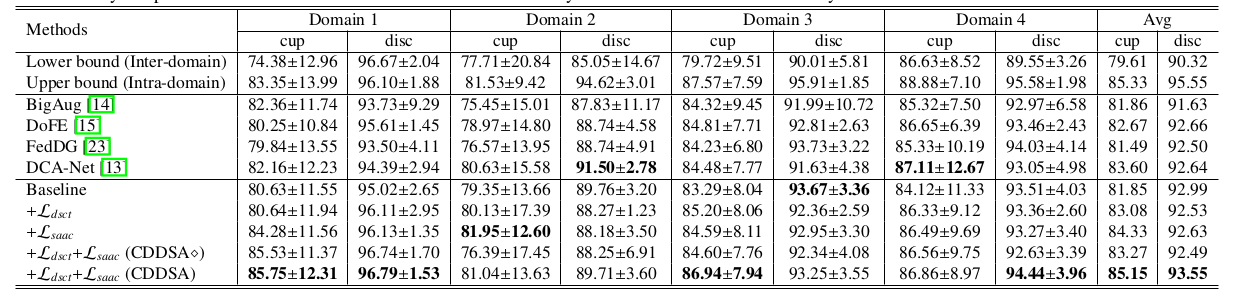 Methods Domain 1 Domain 2 Domain 3 Domain 4 Avg
cup disc cup disc cup disc cup disc cup disc
Lower bound (Inter-domain) 74.38±12.96 96.67±2.04 77.71±20.84 85.05±14.67 79.72±9.51 90.01±5.81 86.63±8.52 89.55±3.26 79.61 90.32
Upper bound (Intra-domain) 83.35±13.99 96.10±1.88 81.53±9.42 94.62±3.01 87.57±7.59 95.91±1.85 88.88±7.10 95.58±1.98 85.33 95.55
BigAug [14] 82.36±11.74 93.73±9.29 75.45±15.01 87.83±11.17 84.32±9.45 91.99±10.72 85.32±7.50 92.97±6.58 81.86 91.63
DoFE [15] 80.25±10.84 95.61±1.45 78.97±14.80 88.74±4.58 84.81±7.71 92.81±2.63 86.65±6.39 93.46±2.43 82.67 92.66
FedDG [23] 79.84±13.55 93.50±4.11 76.57±13.95 88.74±4.91 84.23±6.80 93.73±3.22 85.33±10.19 94.03±4.14 81.49 92.50
DCA-Net [13] 82.16±12.23 94.39±2.94 80.63±15.58 91.50±2.78 84.48±7.77 91.63±4.38 87.11±12.67 93.05±4.98 83.60 92.64
Baseline 80.63±11.55 95.02±2.65 79.35±13.66 89.76±3.20 83.29±8.04 93.67±3.36 84.12±11.33 93.51±4.03 81.85 92.99
+ℒdsct 80.64±11.94 96.11±2.95 80.13±17.39 88.27±1.23 85.20±8.06 92.36±2.59 86.33±9.12 93.36±2.60 83.08 92.53
+ℒsaac 84.28±11.56 96.13±1.35 81.95±12.60 88.18±3.50 84.59±8.11 92.95±3.30 86.49±9.69 93.27±3.40 84.33 92.63
+ℒdsct+ℒsaac (CDDSA⋄) 85.53±11.37 96.74±1.70 76.39±17.45 88.25±6.91 84.60±7.76 92.34±4.08 86.56±9.75 92.63±3.39 83.27 92.49
+ℒdsct+ℒsaac (CDDSA) 85.75±12.31 96.79±1.53 81.04±13.63 89.71±3.60 86.94±7.94 93.25±3.55 86.86±8.97 94.44±3.96 85.15 93.55